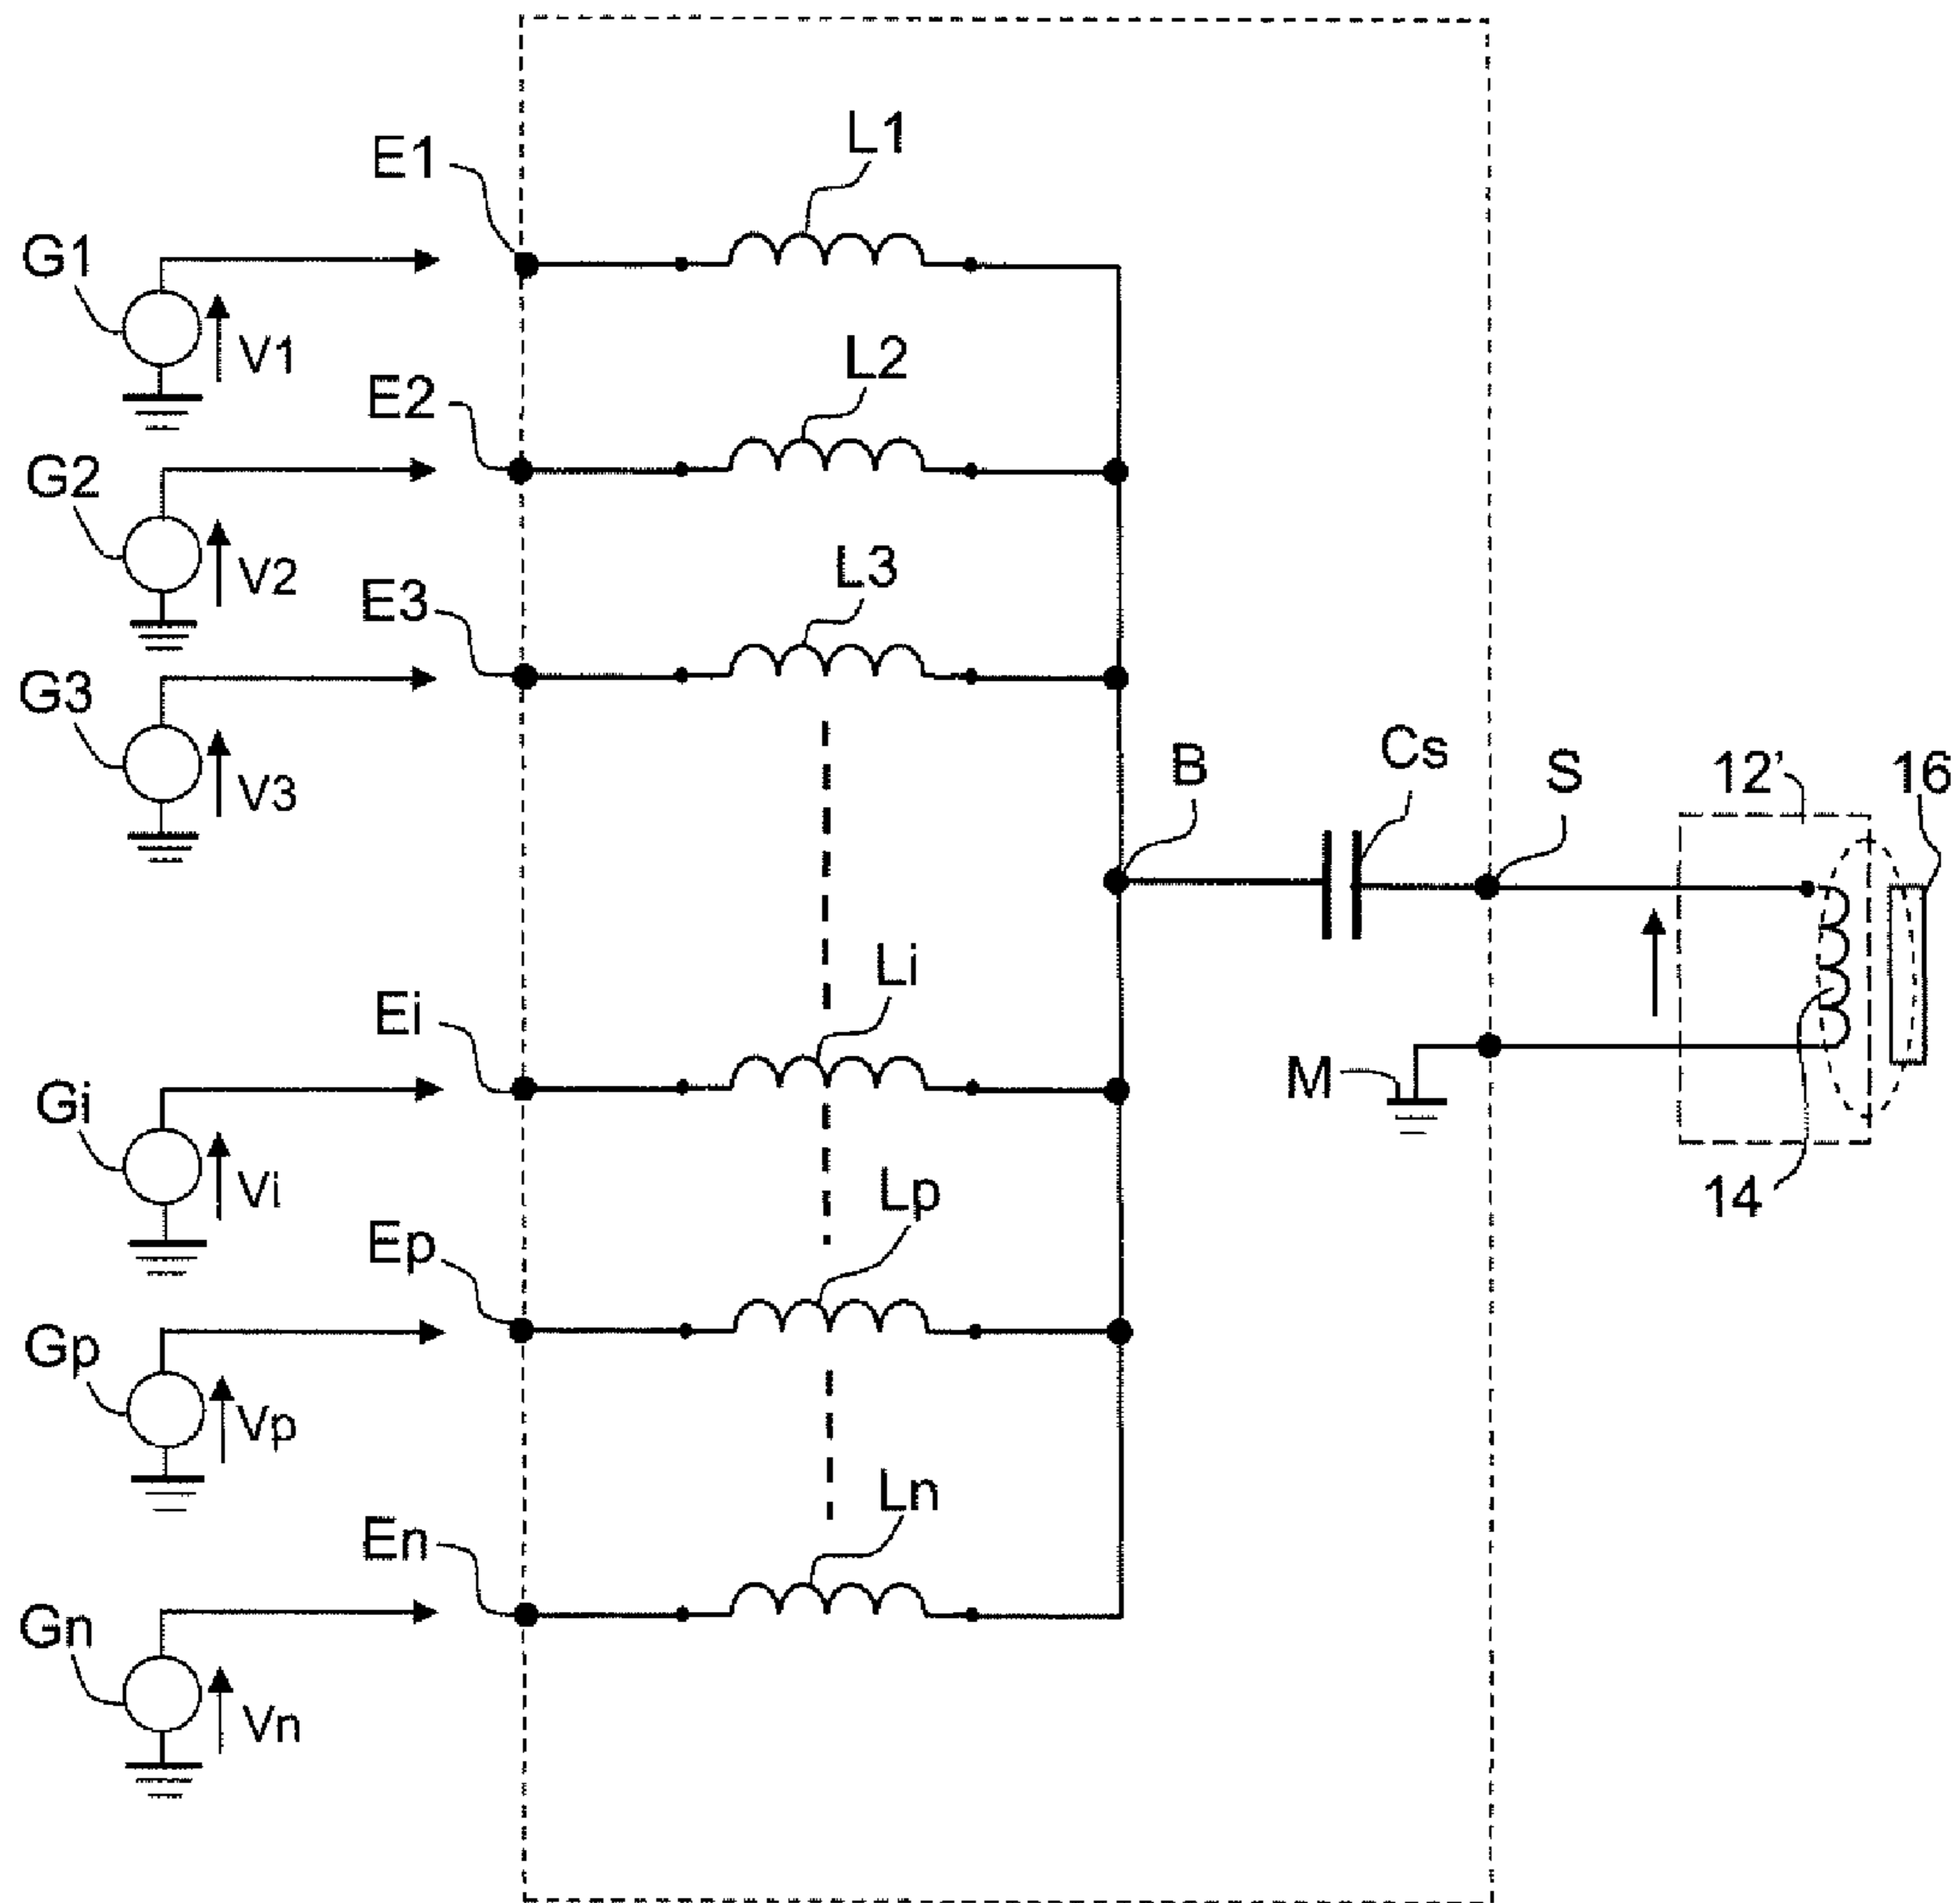 L1
E1
G1
V1
L2
E2
G2
V2
L3
E3
G3
V3
B
Cs
S
12'
16
Li
Ei
Gi
Vi
M
14
Lp
Ep
Gp
Vp
Ln
En
Gn
Vn